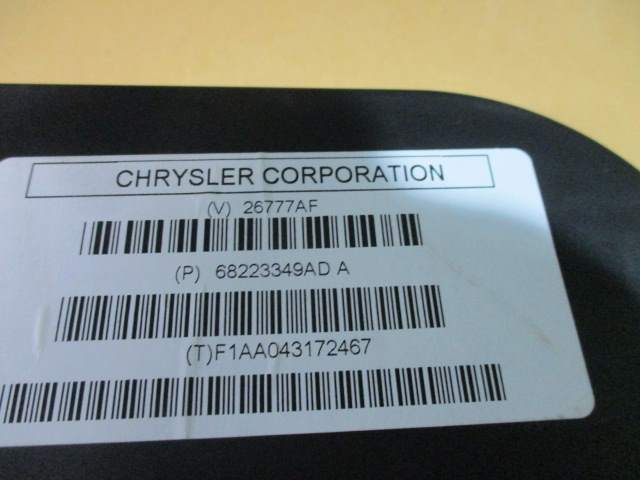 CHRYSLER CORPORATION
(V) 26777AF
(P) 68223349AD A
(T)F1AA043172467